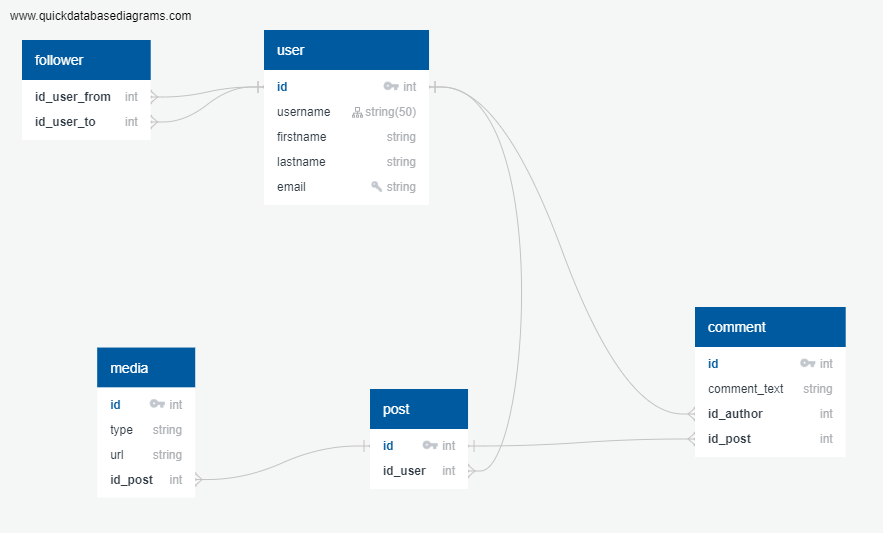 www.quickdatabasediagrams.com
follower
id_user_from int
id_user_to int
user
id int
username string(50)
firstname string
lastname string
email string
media
id int
type string
url string
id_post int
post
id int
id_user int
comment
id int
comment_text string
id_author int
id_post int